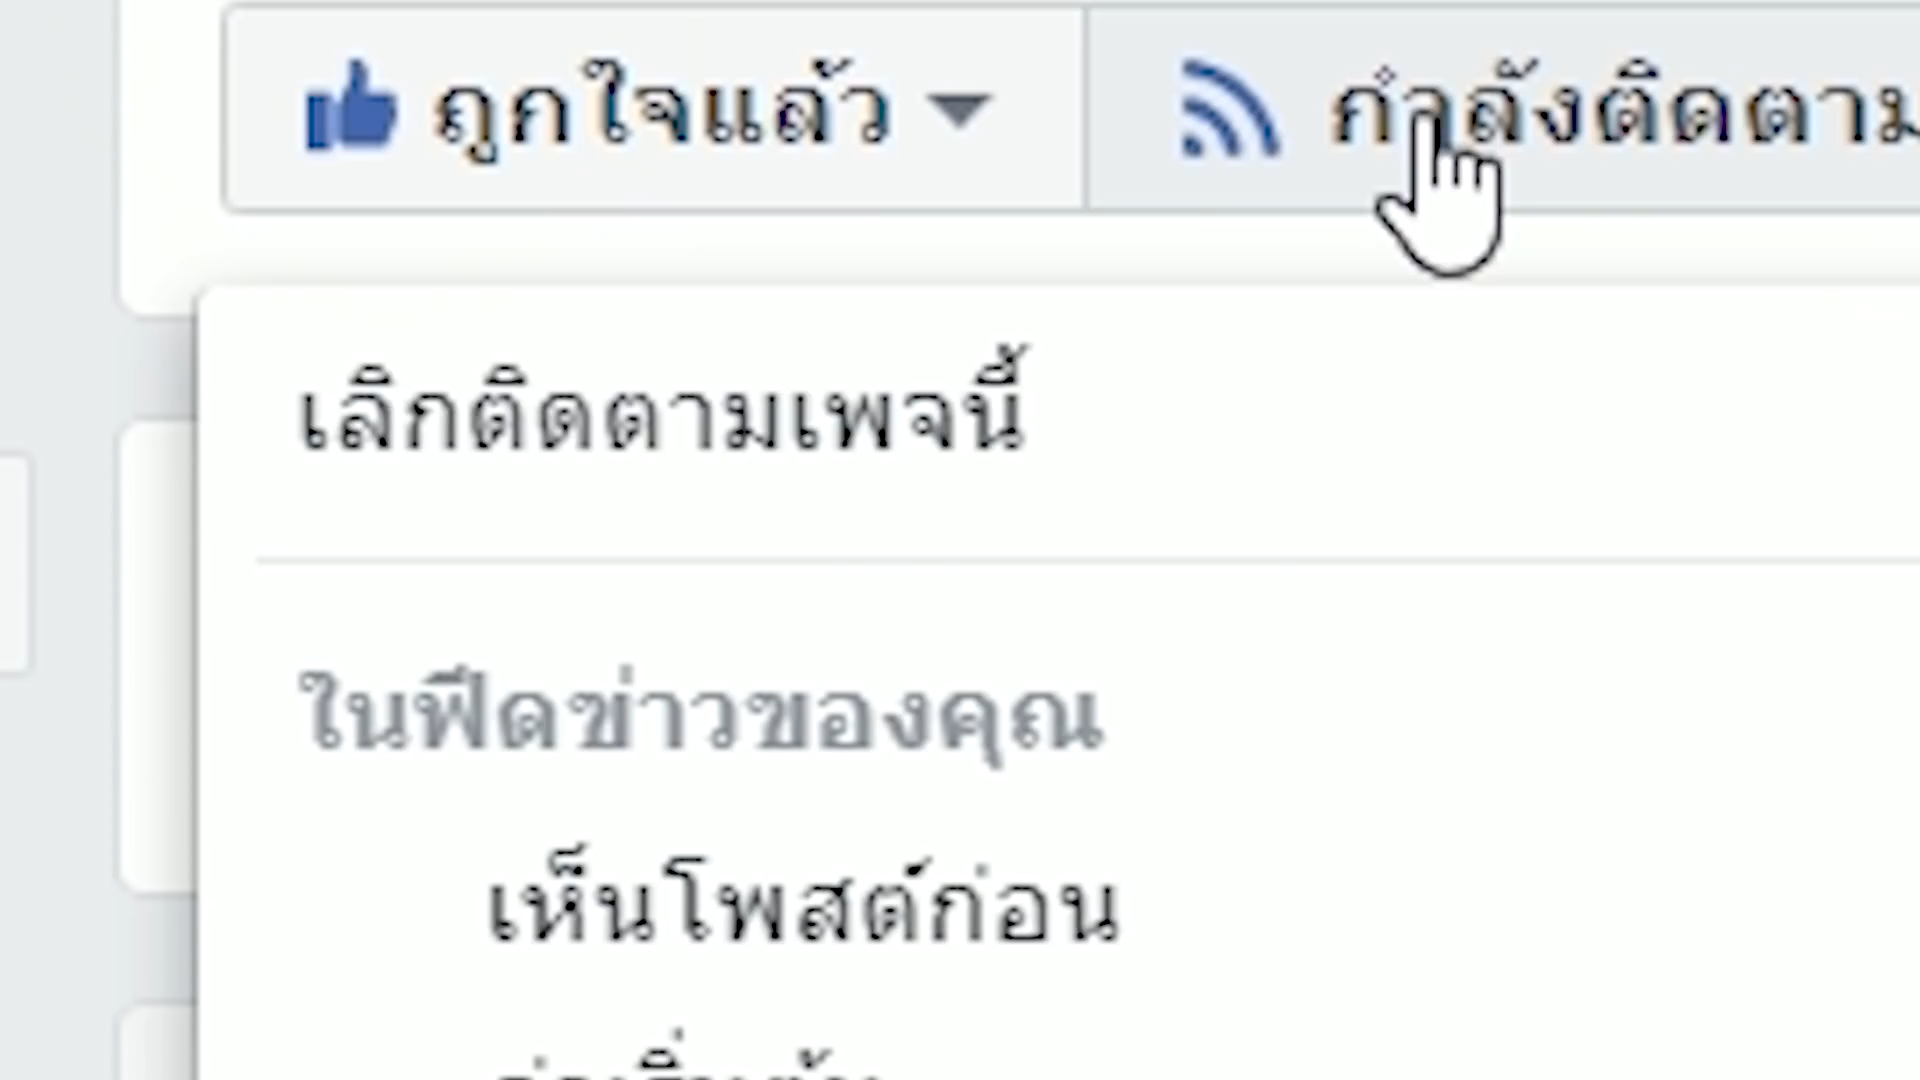 ถูกใจแล้ว กำลังติดตาม
เลิกติดตามเพจนี้
ในฟีดข่าวของคุณ
เห็นโพสต์ก่อน